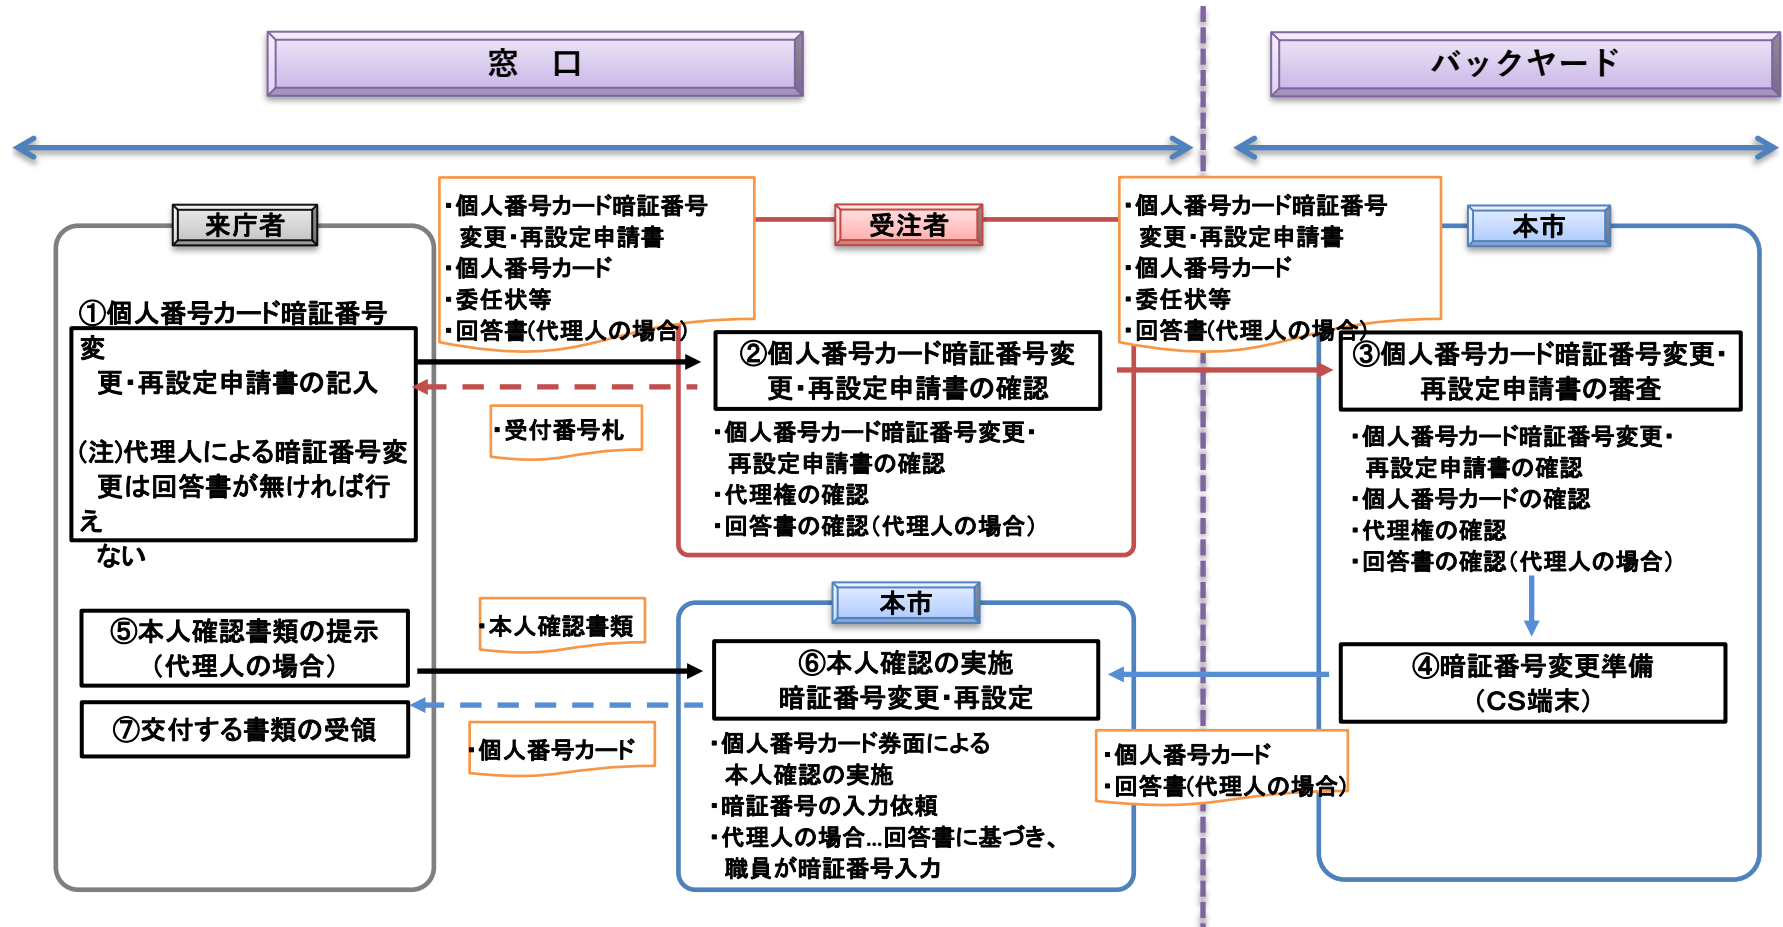 窓　口
バックヤード
来庁者
①個人番号カード暗証番号
変
更・再設定申請書の記入
(注)代理人による暗証番号変
更は回答書が無ければ行
え
ない
⑤本人確認書類の提示
（代理人の場合）
⑦交付する書類の受領
・個人番号カード暗証番号
変更・再設定申請書
・個人番号カード
・委任状等
・回答書(代理人の場合)
・受付番号札
・本人確認書類
・個人番号カード
受注者
②個人番号カード暗証番号変
更・再設定申請書の確認
・個人番号カード暗証番号変更・
再設定申請書の確認
・代理権の確認
・回答書の確認（代理人の場合）
本市
⑥本人確認の実施
暗証番号変更・再設定
・個人番号カード券面による
本人確認の実施
・暗証番号の入力依頼
・代理人の場合…回答書に基づき、
職員が暗証番号入力
・個人番号カード暗証番号
変更・再設定申請書
・個人番号カード
・委任状等
・回答書(代理人の場合)
・個人番号カード
・回答書(代理人の場合)
本市
③個人番号カード暗証番号変更・
再設定申請書の審査
・個人番号カード暗証番号変更・
再設定申請書の確認
・個人番号カードの確認
・代理権の確認
・回答書の確認（代理人の場合）
④暗証番号変更準備
（CS端末）